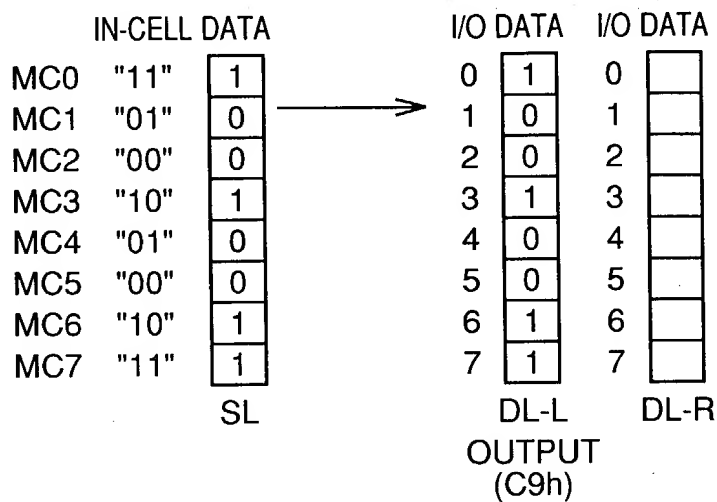 IN-CELL DATA I/O DATA I/O DATA
MC0 "11" 1 0 1 0
MC1 "01" 0 1 0 1
MC2 "00" 0 2 0 2
MC3 "10" 1 3 1 3
MC4 "01" 0 4 0 4
MC5 "00" 0 5 0 5
MC6 "10" 1 6 1 6
MC7 "11" 1 7 1 7
SL DL-L DL-R
OUTPUT
(C9h)